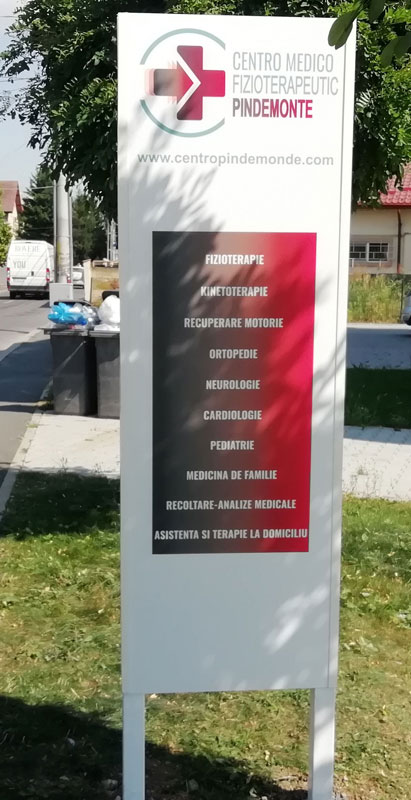 CENTRO MEDICO
FIZIOTERAPEUTIC
PINDEMONTE
www.centropindemonde.com
FIZIOTERAPIE
KINETOTERAPIE
RECUPERARE MOTORIE
ORTOPEDIE
NEUROLOGIE
CARDIOLOGIE
PEDIATRIE
MEDICINA DE FAMILIE
RECOLTARE-ANALIZE MEDICALE
ASISTENTA SI TERAPIE LA DOMICILIU
YOU